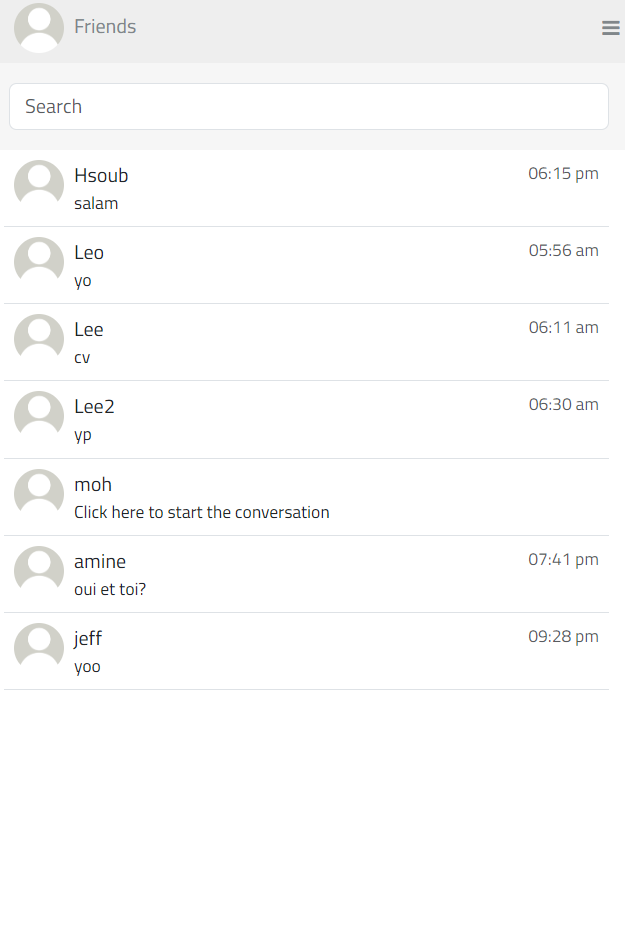 Friends
Search
Hsoub 06:15 pm
salam
Leo 05:56 am
yo
Lee 06:11 am
cv
Lee2 06:30 am
yp
moh
Click here to start the conversation
amine 07:41 pm
oui et toi?
jeff 09:28 pm
yoo